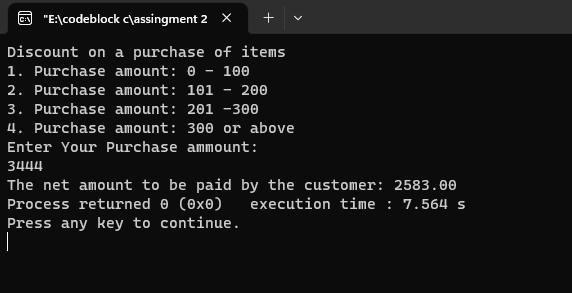 "E:\codeblock c\assingment 2
Discount on a purchase of items
1. Purchase amount: 0 - 100
2. Purchase amount: 101 - 200
3. Purchase amount: 201 -300
4. Purchase amount: 300 or above
Enter Your Purchase ammount:
3444
The net amount to be paid by the customer: 2583.00
Process returned 0 (0x0)   execution time : 7.564 s
Press any key to continue.